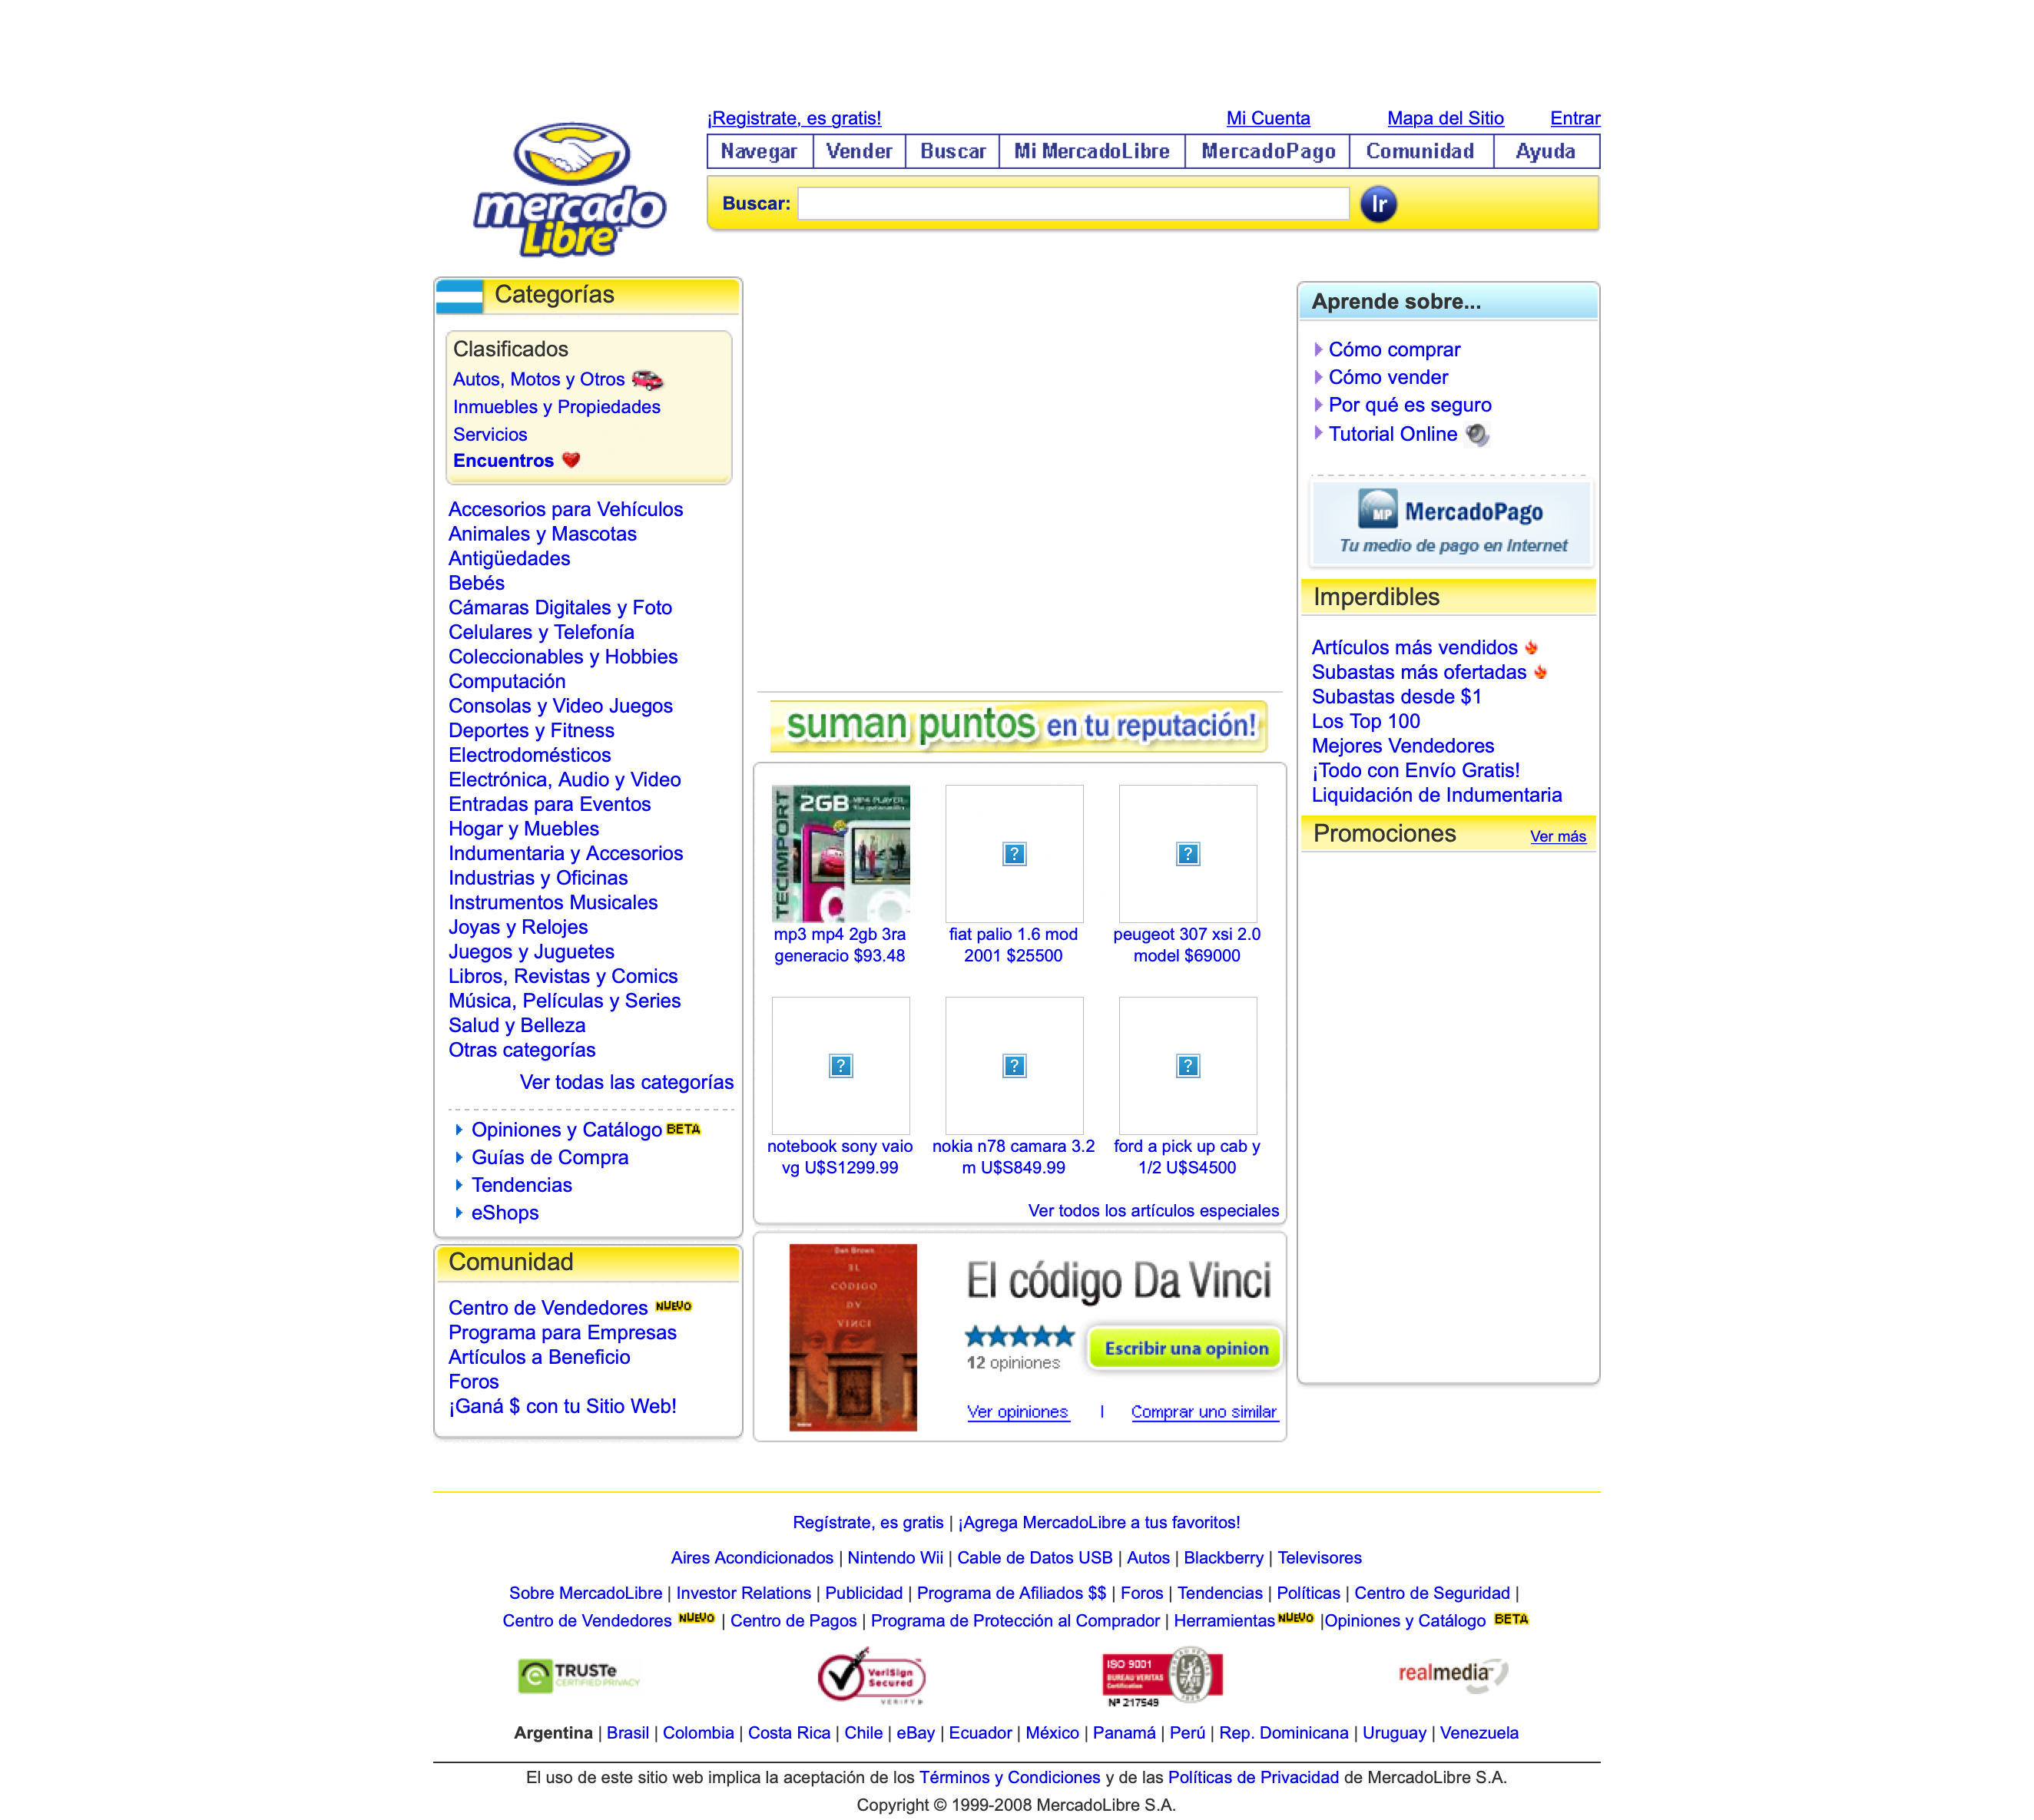 ¡Registrate, es gratis! Mi Cuenta Mapa del Sitio Entrar
mercado
Libre
Navegar Vender Buscar Mi MercadoLibre MercadoPago Comunidad Ayuda
Buscar: Ir
Categorías
Clasificados
Autos, Motos y Otros
Inmuebles y Propiedades
Servicios
Encuentros
Accesorios para Vehículos
Animales y Mascotas
Antigüedades
Bebés
Cámaras Digitales y Foto
Celulares y Telefonía
Coleccionables y Hobbies
Computación
Consolas y Video Juegos
Deportes y Fitness
Electrodomésticos
Electrónica, Audio y Video
Entradas para Eventos
Hogar y Muebles
Indumentaria y Accesorios
Industrias y Oficinas
Instrumentos Musicales
Joyas y Relojes
Juegos y Juguetes
Libros, Revistas y Comics
Música, Películas y Series
Salud y Belleza
Otras categorías
Ver todas las categorías
Opiniones y Catálogo BETA
Guías de Compra
Tendencias
eShops
Comunidad
Centro de Vendedores NUEVO
Programa para Empresas
Artículos a Beneficio
Foros
¡Ganá $ con tu Sitio Web!
suman puntos en tu reputación!
TECIMPORT
2GB MP4 PLAYER
mp3 mp4 2gb 3ra
generacio $93.48
fiat palio 1.6 mod
2001 $25500
peugeot 307 xsi 2.0
model $69000
notebook sony vaio
vg U$S1299.99
nokia n78 camara 3.2
m U$S849.99
ford a pick up cab y
1/2 U$S4500
Ver todos los artículos especiales
Dan Brown
EL
CÓDIGO
DA
VINCI
El código Da Vinci
12 opiniones
Escribir una opinion
Ver opiniones | Comprar uno similar
Aprende sobre...
Cómo comprar
Cómo vender
Por qué es seguro
Tutorial Online
MP MercadoPago
Tu medio de pago en Internet
Imperdibles
Artículos más vendidos
Subastas más ofertadas
Subastas desde $1
Los Top 100
Mejores Vendedores
¡Todo con Envío Gratis!
Liquidación de Indumentaria
Promociones Ver más
Regístrate, es gratis | ¡Agrega MercadoLibre a tus favoritos!
Aires Acondicionados | Nintendo Wii | Cable de Datos USB | Autos | Blackberry | Televisores
Sobre MercadoLibre | Investor Relations | Publicidad | Programa de Afiliados $$ | Foros | Tendencias | Políticas | Centro de Seguridad |
Centro de Vendedores NUEVO | Centro de Pagos | Programa de Protección al Comprador | Herramientas NUEVO |Opiniones y Catálogo BETA
TRUSTe
CERTIFIED PRIVACY
VeriSign
Secured
VERIFY
ISO 9001
BUREAU VERITAS
Certification
Nº 217549
realmedia
Argentina | Brasil | Colombia | Costa Rica | Chile | eBay | Ecuador | México | Panamá | Perú | Rep. Dominicana | Uruguay | Venezuela
El uso de este sitio web implica la aceptación de los Términos y Condiciones y de las Políticas de Privacidad de MercadoLibre S.A.
Copyright © 1999-2008 MercadoLibre S.A.